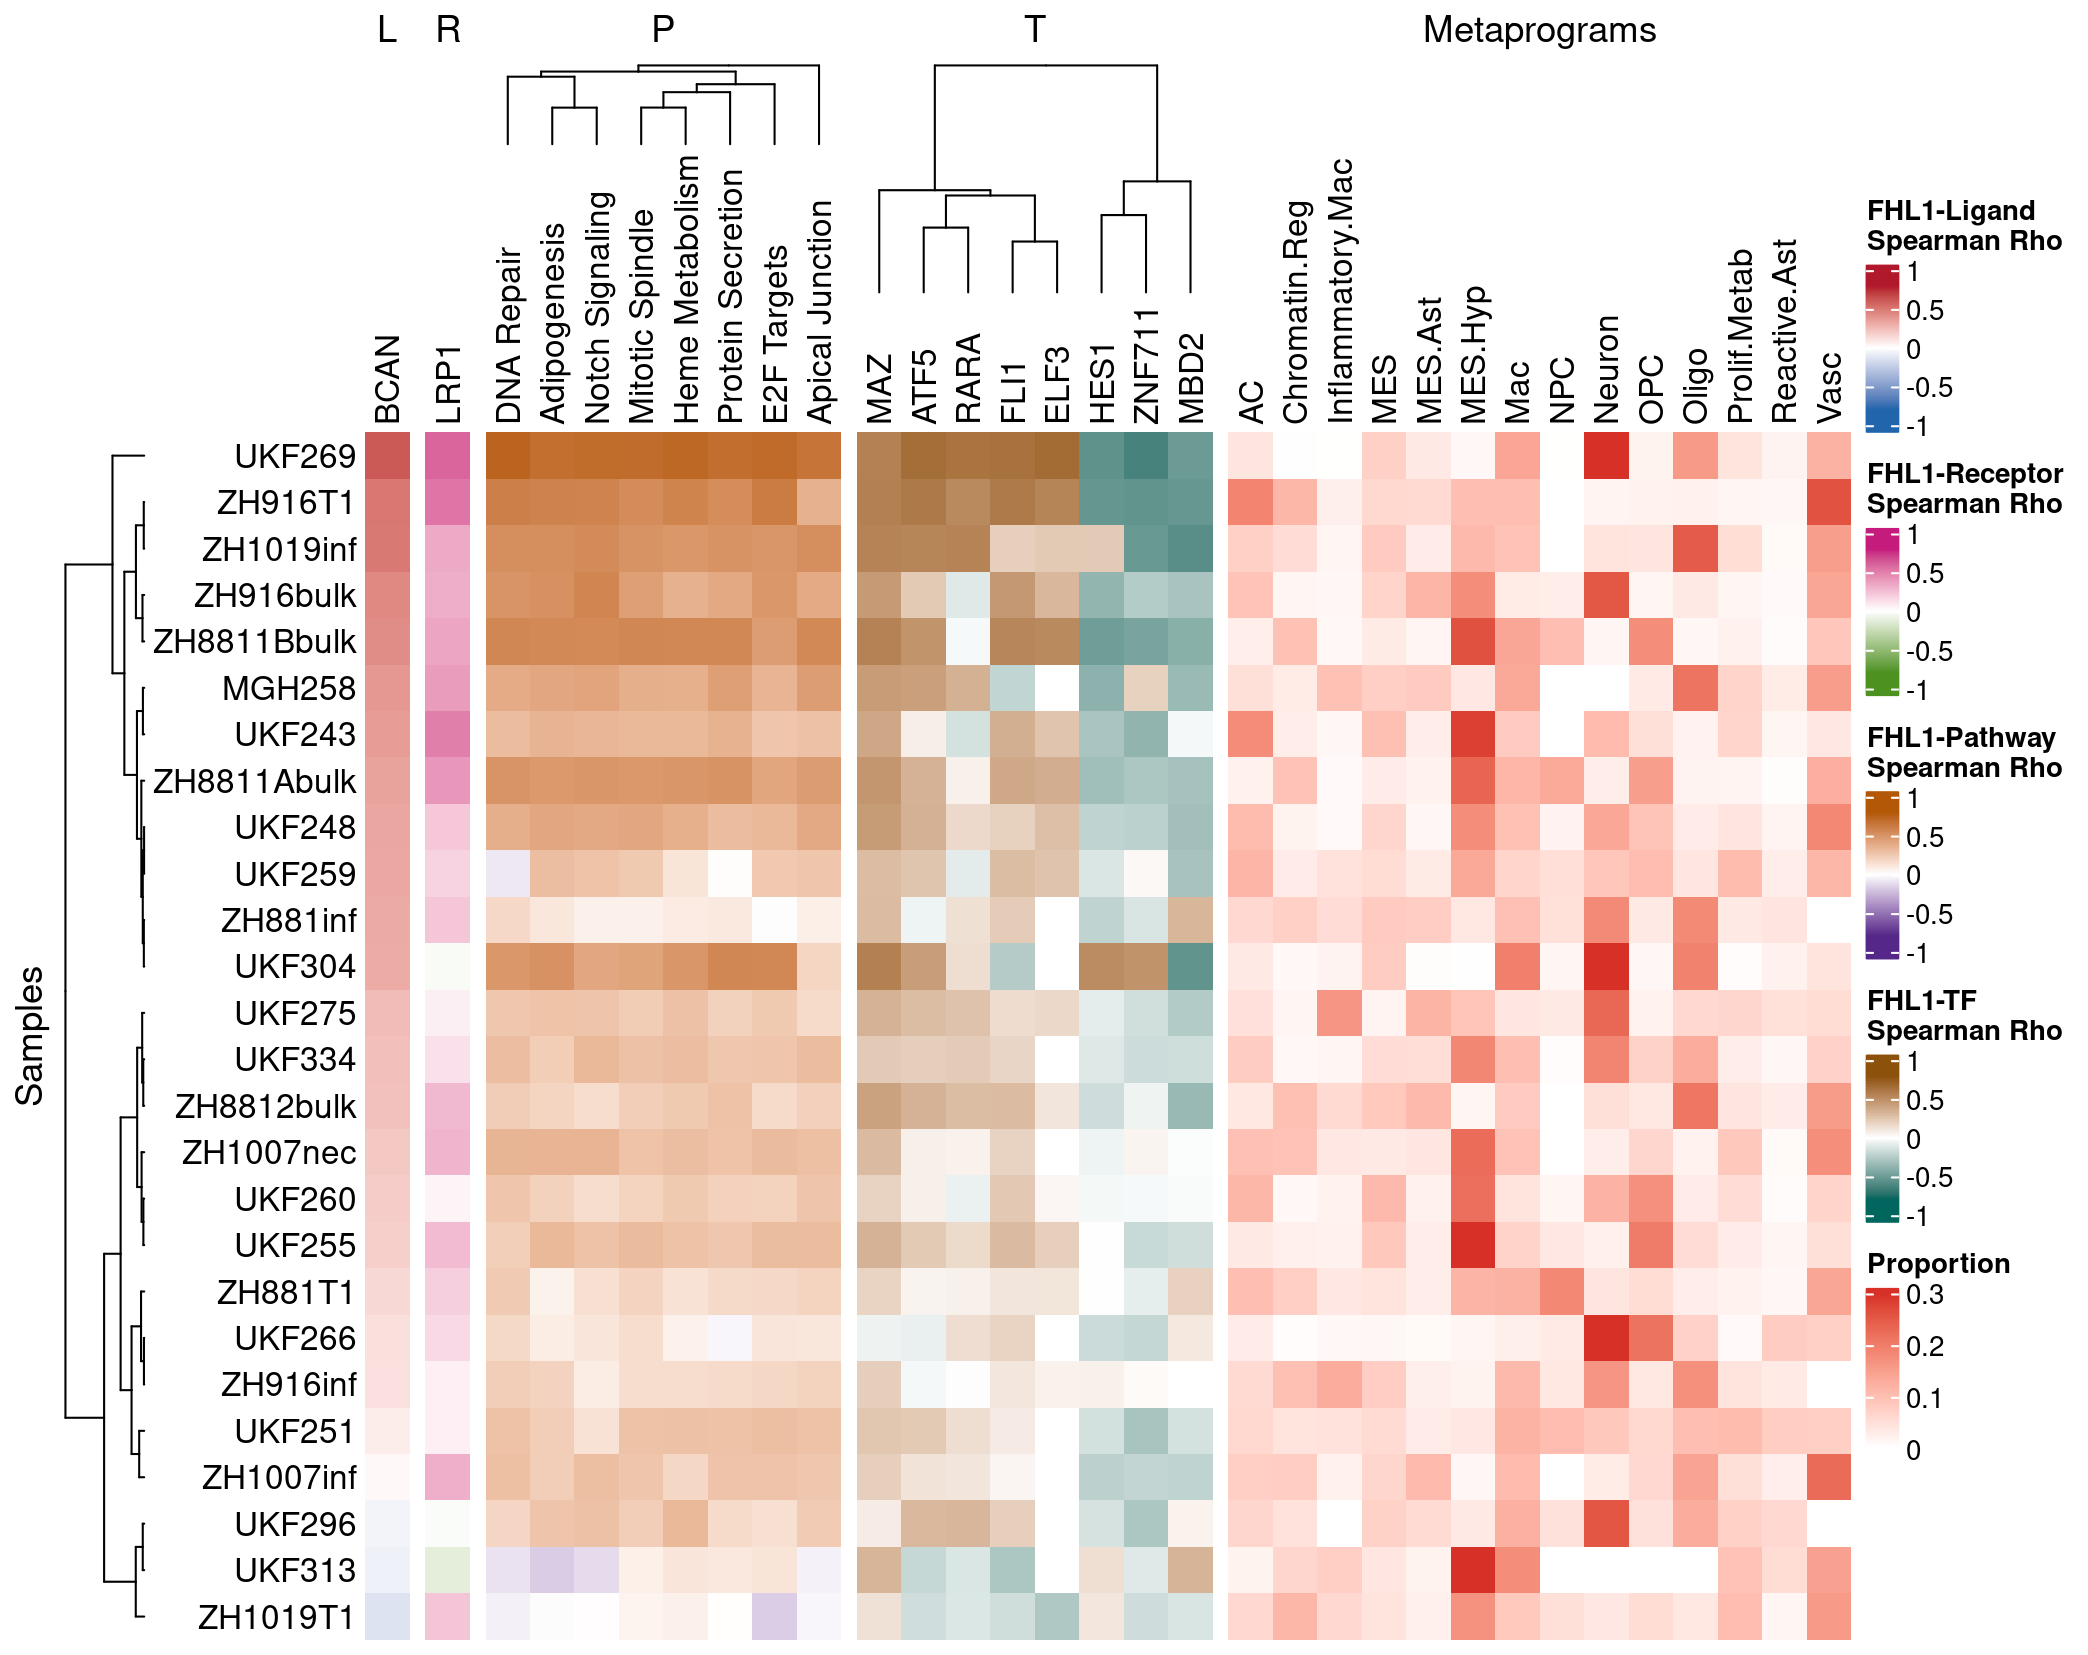 L R P T Metaprograms
BCAN
LRP1
DNA Repair
Adipogenesis
Notch Signaling
Mitotic Spindle
Heme Metabolism
Protein Secretion
E2F Targets
Apical Junction
MAZ
ATF5
RARA
FLI1
ELF3
HES1
ZNF711
MBD2
AC
Chromatin.Reg
Inflammatory.Mac
MES
MES.Ast
MES.Hyp
Mac
NPC
Neuron
OPC
Oligo
Prolif.Metab
Reactive.Ast
Vasc
Samples
UKF269
ZH916T1
ZH1019inf
ZH916bulk
ZH8811Bbulk
MGH258
UKF243
ZH8811Abulk
UKF248
UKF259
ZH881inf
UKF304
UKF275
UKF334
ZH8812bulk
ZH1007nec
UKF260
UKF255
ZH881T1
UKF266
ZH916inf
UKF251
ZH1007inf
UKF296
UKF313
ZH1019T1
FHL1-Ligand
Spearman Rho
1
0.5
0
-0.5
-1
FHL1-Receptor
Spearman Rho
1
0.5
0
-0.5
-1
FHL1-Pathway
Spearman Rho
1
0.5
0
-0.5
-1
FHL1-TF
Spearman Rho
1
0.5
0
-0.5
-1
Proportion
0.3
0.2
0.1
0